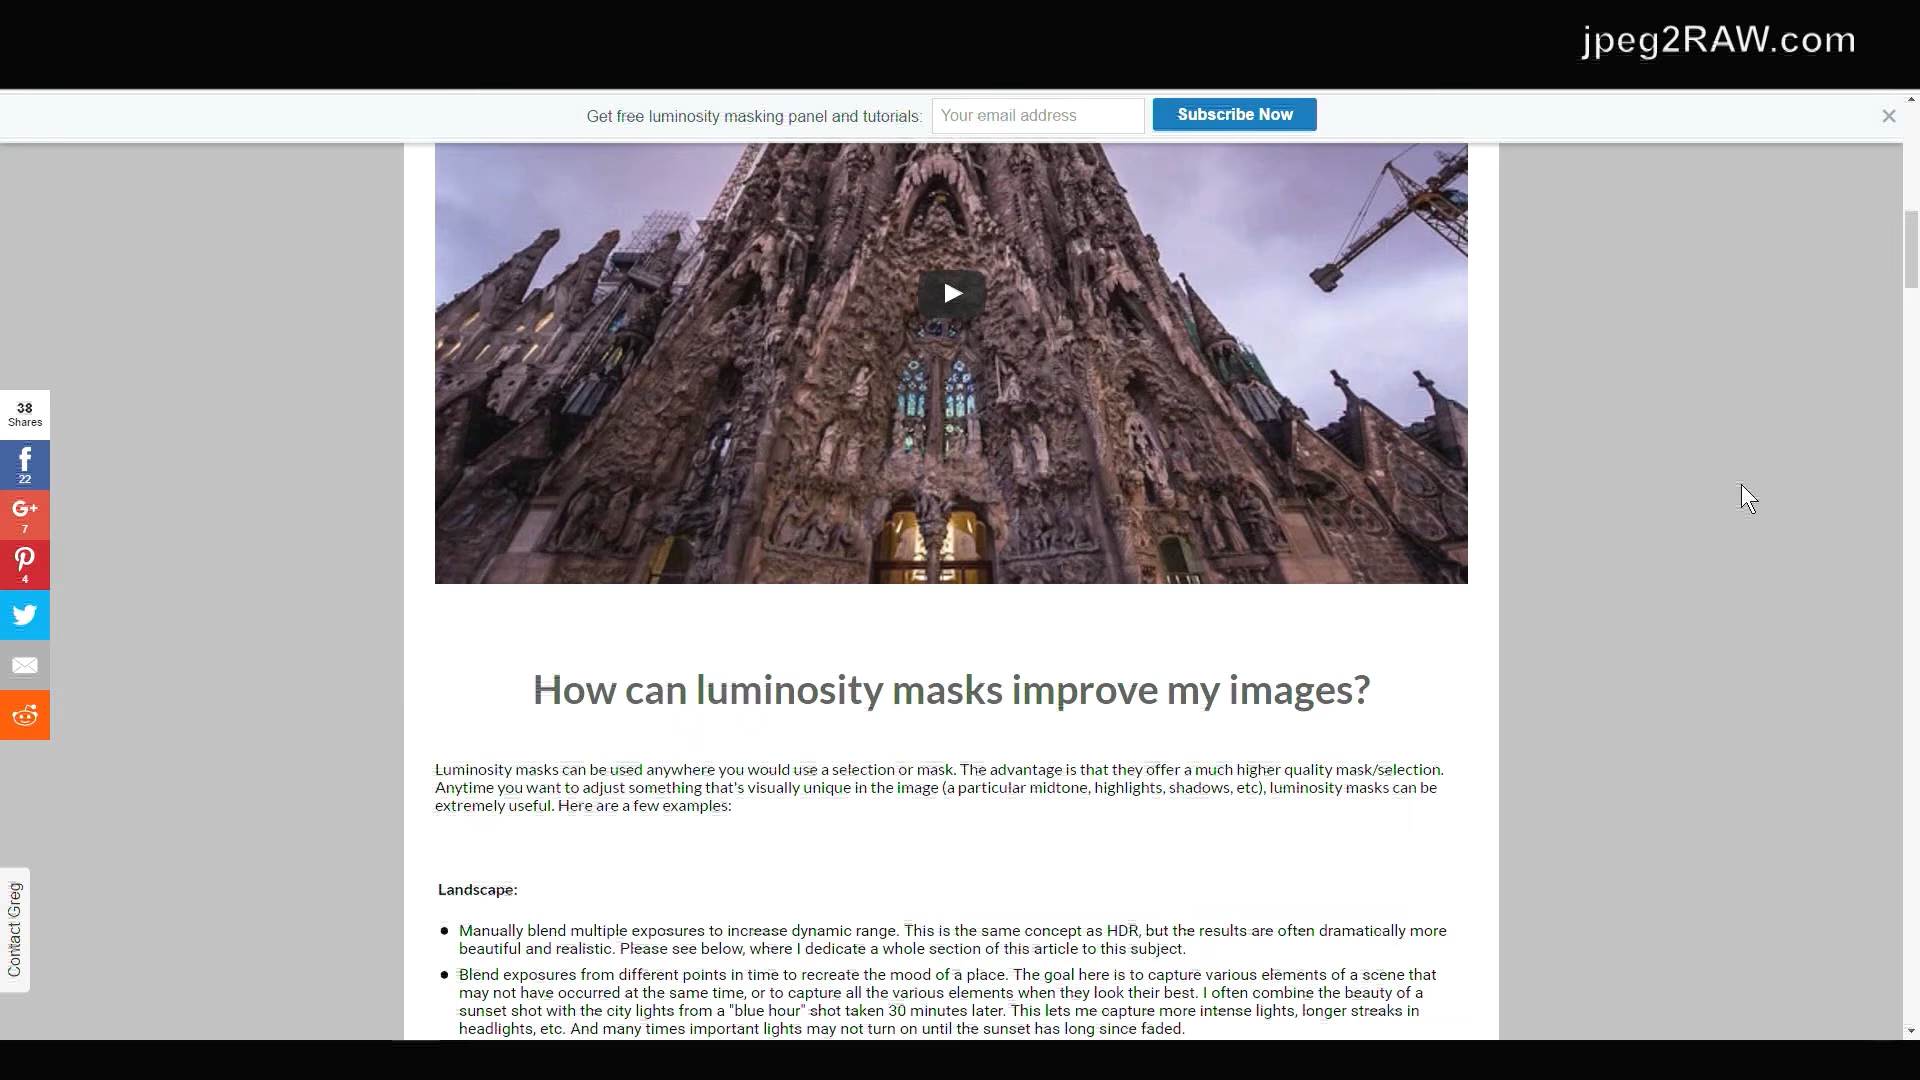 jpeg2RAW.com
Get free luminosity masking panel and tutorials: Your email address Subscribe Now
38
Shares
22
G+
7
4
Contact Greg
How can luminosity masks improve my images?
Luminosity masks can be used anywhere you would use a selection or mask. The advantage is that they offer a much higher quality mask/selection.
Anytime you want to adjust something that's visually unique in the image (a particular midtone, highlights, shadows, etc), luminosity masks can be
extremely useful. Here are a few examples:
Landscape:
Manually blend multiple exposures to increase dynamic range. This is the same concept as HDR, but the results are often dramatically more
beautiful and realistic. Please see below, where I dedicate a whole section of this article to this subject.
Blend exposures from different points in time to recreate the mood of a place. The goal here is to capture various elements of a scene that
may not have occurred at the same time, or to capture all the various elements when they look their best. I often combine the beauty of a
sunset shot with the city lights from a "blue hour" shot taken 30 minutes later. This lets me capture more intense lights, longer streaks in
headlights, etc. And many times important lights may not turn on until the sunset has long since faded.